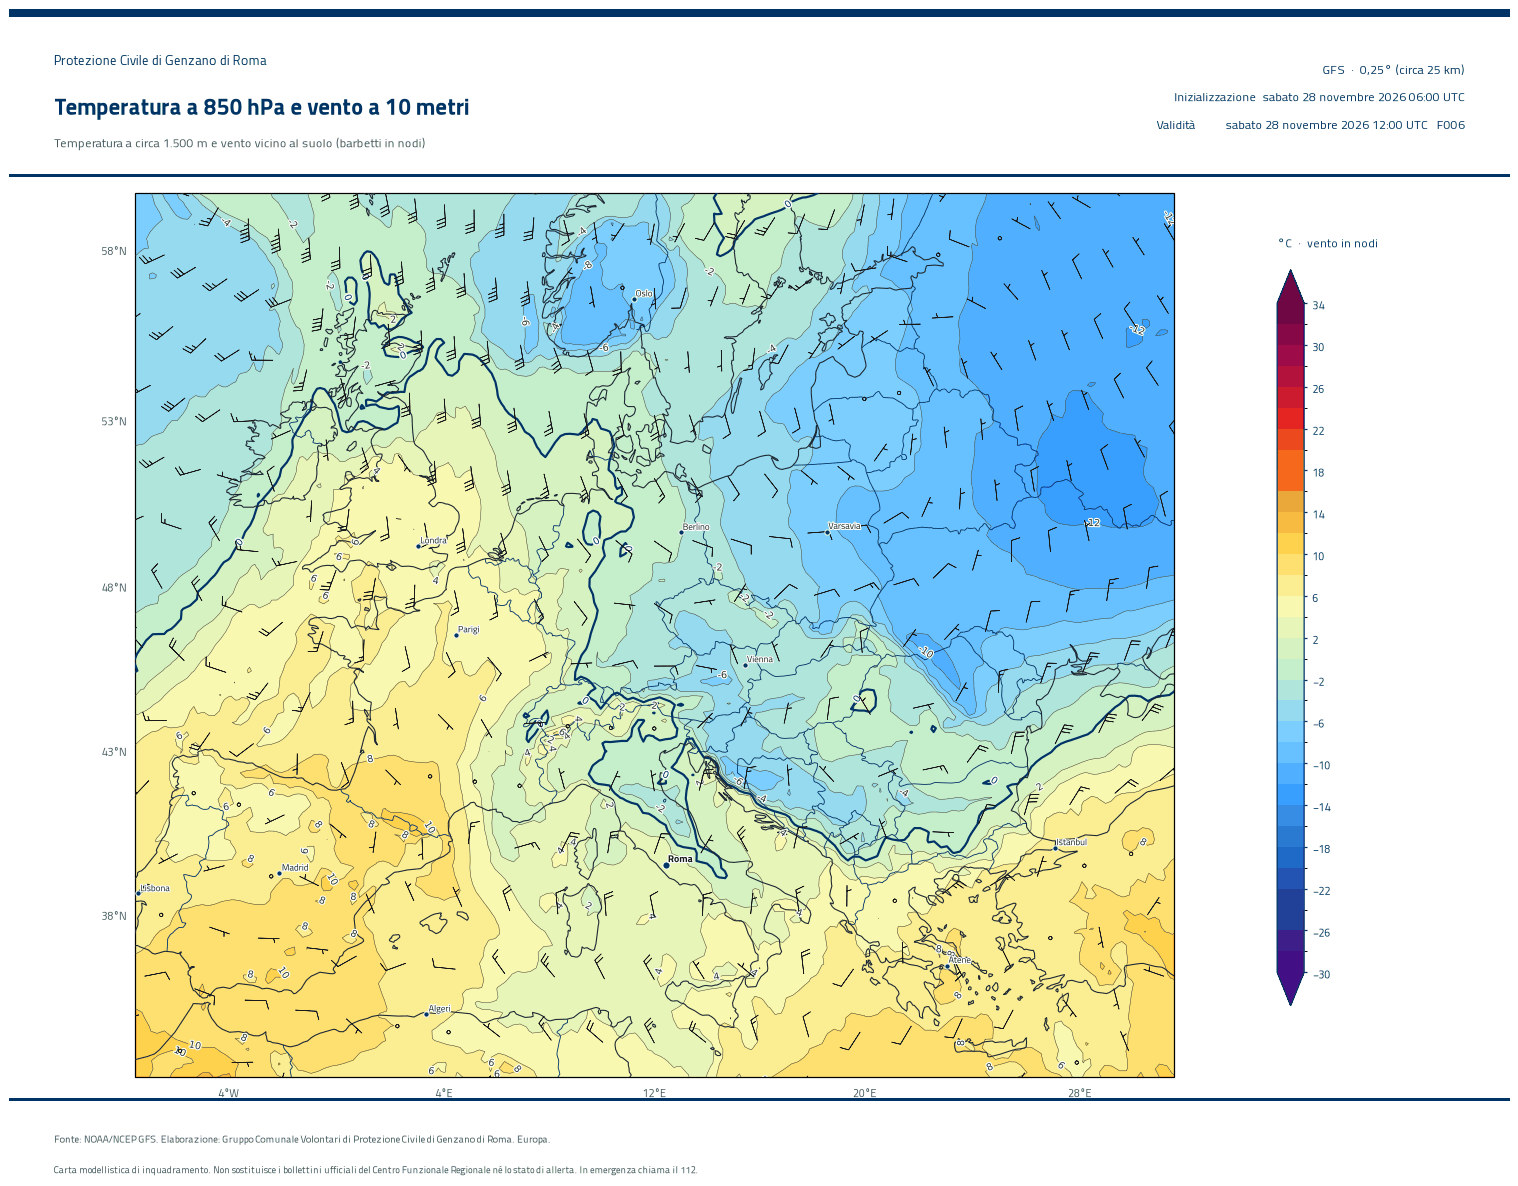 Protezione Civile di Genzano di Roma
Temperatura a 850 hPa e vento a 10 metri
Temperatura a circa 1.500 m e vento vicino al suolo (barbetti in nodi)
GFS · 0,25° (circa 25 km)
Inizializzazione sabato 28 novembre 2026 06:00 UTC
Validità sabato 28 novembre 2026 12:00 UTC F006
°C · vento in nodi
34
30
26
22
18
14
10
6
2
−2
−6
−10
−14
−18
−22
−26
−30
58°N
53°N
48°N
43°N
38°N
4°W
4°E
12°E
20°E
28°E
Oslo
Berlino
Varsavia
Londra
Parigi
Vienna
Roma
Madrid
Lisbona
Istanbul
Atene
Algeri
Fonte: NOAA/NCEP GFS. Elaborazione: Gruppo Comunale Volontari di Protezione Civile di Genzano di Roma. Europa.
Carta modellistica di inquadramento. Non sostituisce i bollettini ufficiali del Centro Funzionale Regionale né lo stato di allerta. In emergenza chiama il 112.